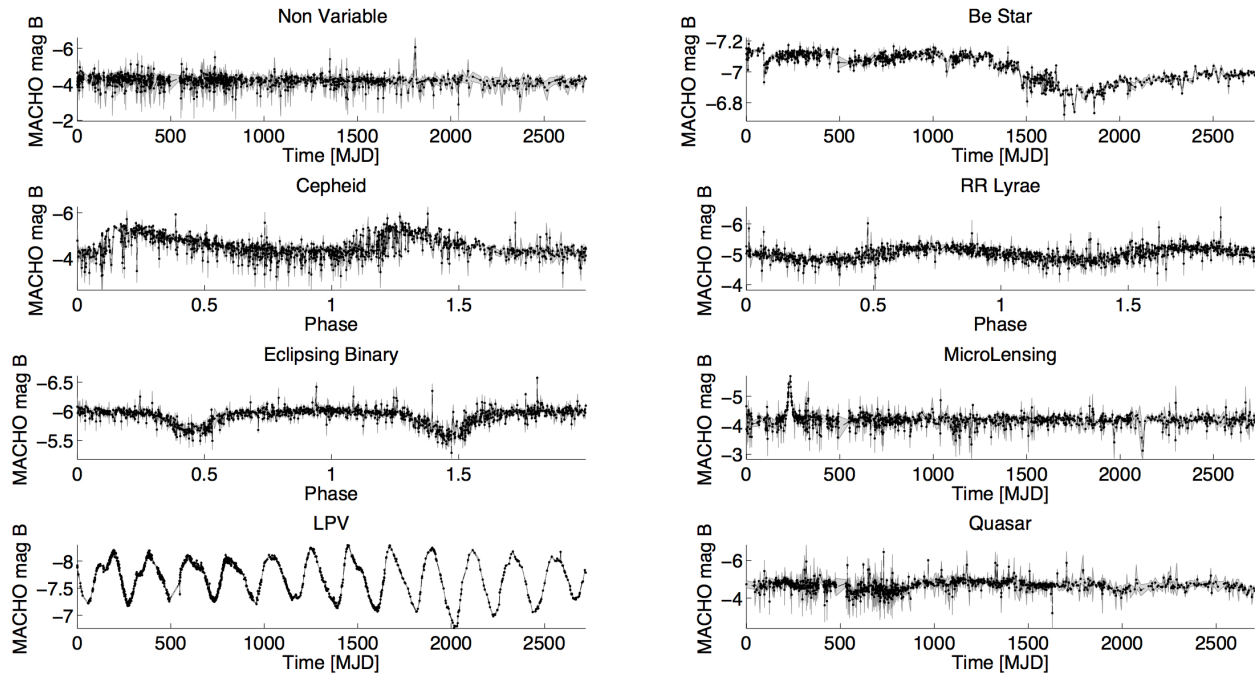 Non Variable
MACHO mag B
−6
−4
−2
0 500 1000 1500 2000 2500
Time [MJD]
Be Star
MACHO mag B
−7.2
−7
−6.8
0 500 1000 1500 2000 2500
Time [MJD]
Cepheid
MACHO mag B
−6
−4
0 0.5 1 1.5
Phase
RR Lyrae
MACHO mag B
−6
−5
−4
0 0.5 1 1.5
Phase
Eclipsing Binary
MACHO mag B
−6.5
−6
−5.5
0 0.5 1 1.5
Phase
MicroLensing
MACHO mag B
−5
−4
−3
0 500 1000 1500 2000 2500
Time [MJD]
LPV
MACHO mag B
−8
−7.5
−7
0 500 1000 1500 2000 2500
Time [MJD]
Quasar
MACHO mag B
−6
−4
0 500 1000 1500 2000 2500
Time [MJD]